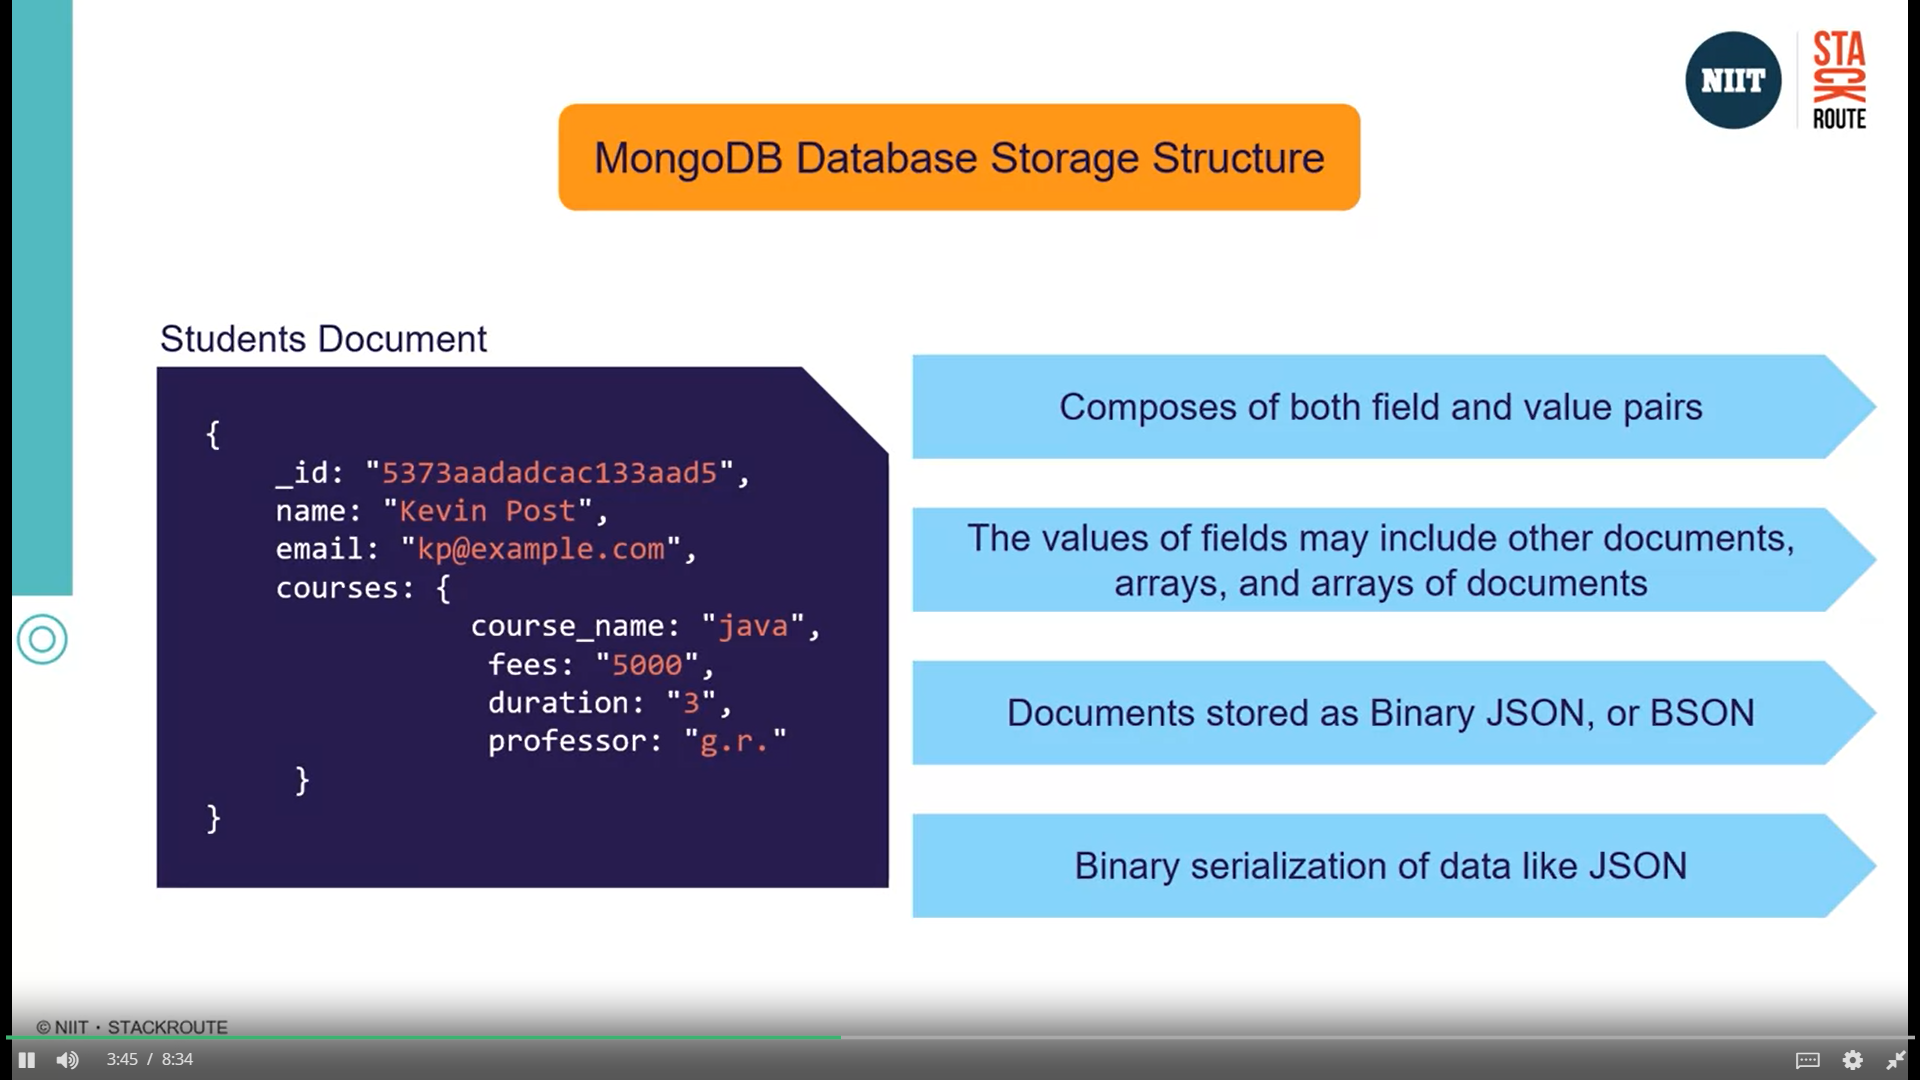 NIIT
STA
CK
ROUTE
MongoDB Database Storage Structure
Students Document
{
_id: "5373aadadcac133aad5",
name: "Kevin Post",
email: "kp@example.com",
courses: {
course_name: "java",
fees: "5000",
duration: "3",
professor: "g.r."
}
}
Composes of both field and value pairs
The values of fields may include other documents,
arrays, and arrays of documents
Documents stored as Binary JSON, or BSON
Binary serialization of data like JSON
© NIIT · STACKROUTE
3:45 / 8:34